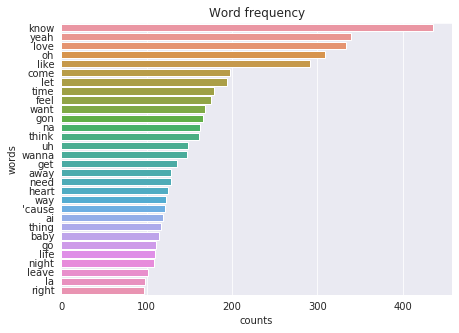 Word frequency
know
yeah
love
oh
like
come
let
time
feel
want
gon
na
think
uh
wanna
get
away
need
heart
way
'cause
ai
thing
baby
go
life
night
leave
la
right
words
0 100 200 300 400
counts